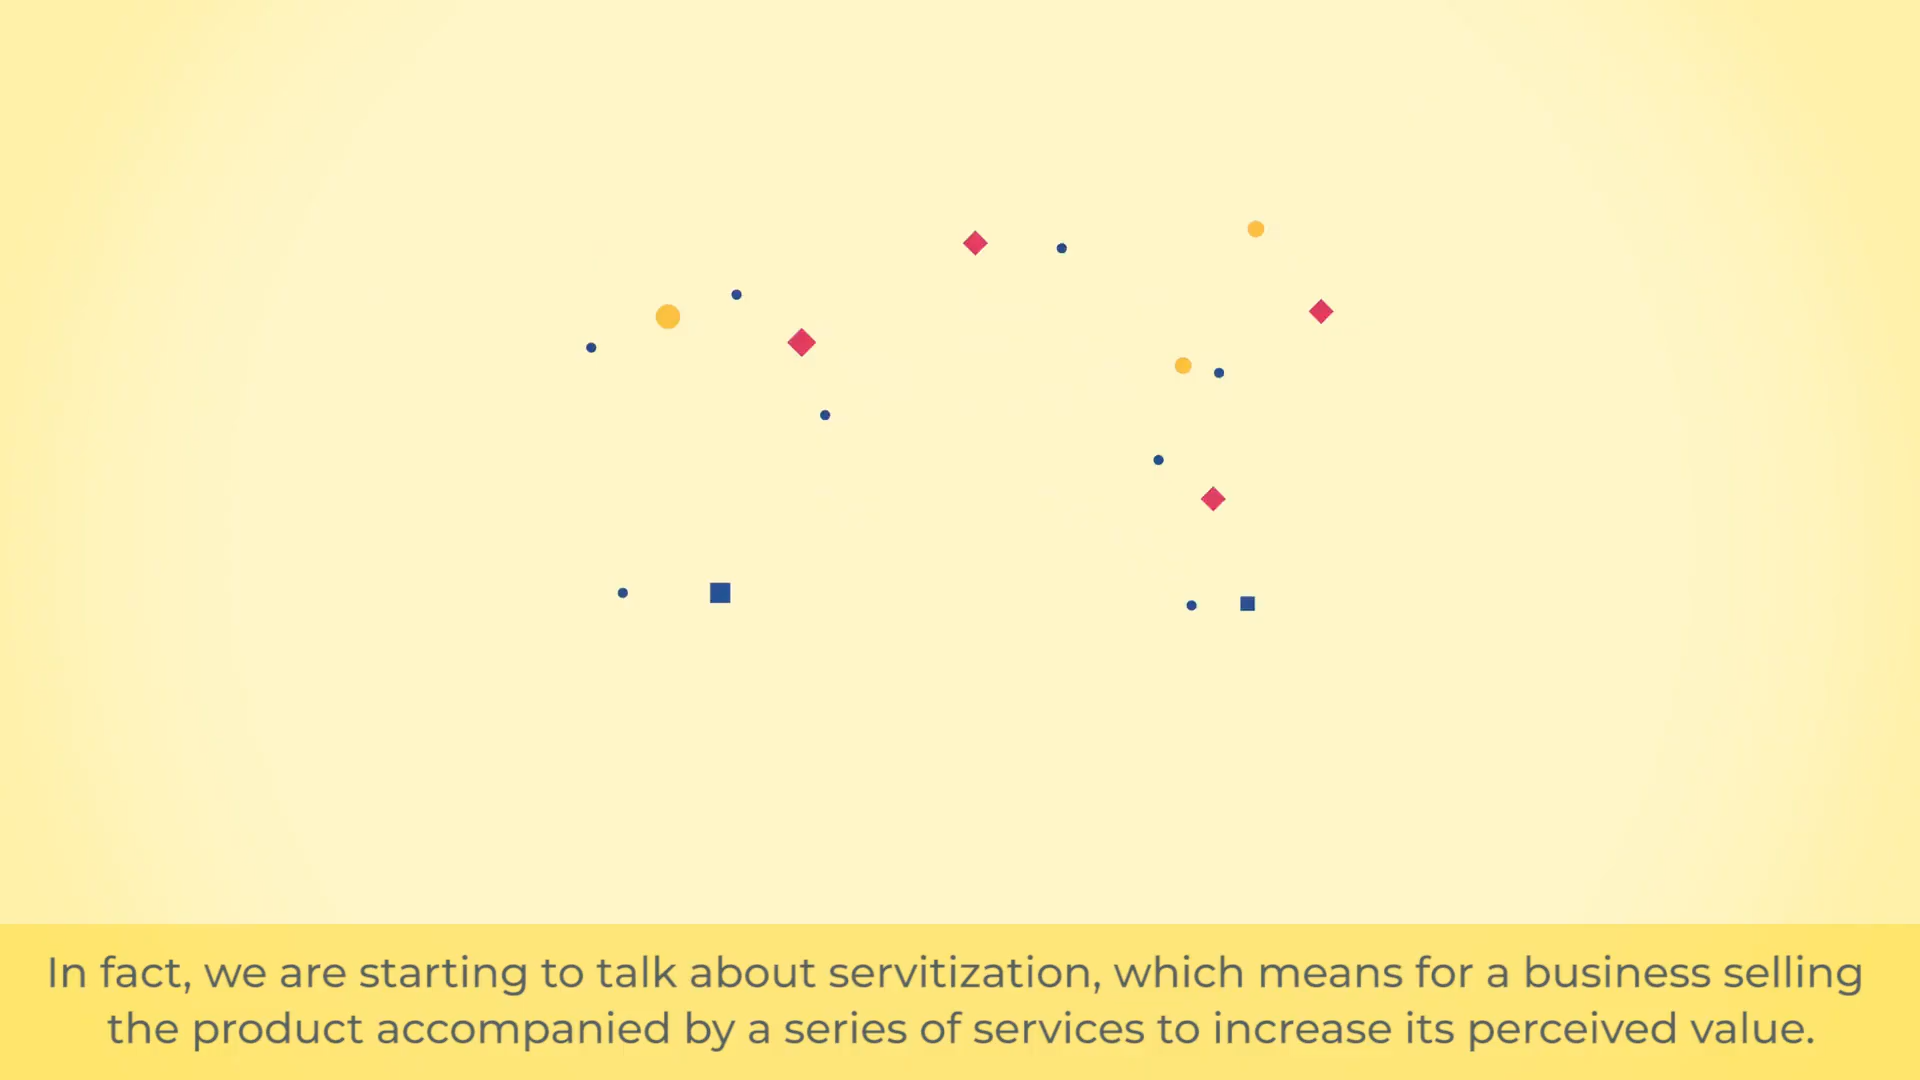 In fact, we are starting to talk about servitization, which means for a business selling
the product accompanied by a series of services to increase its perceived value.